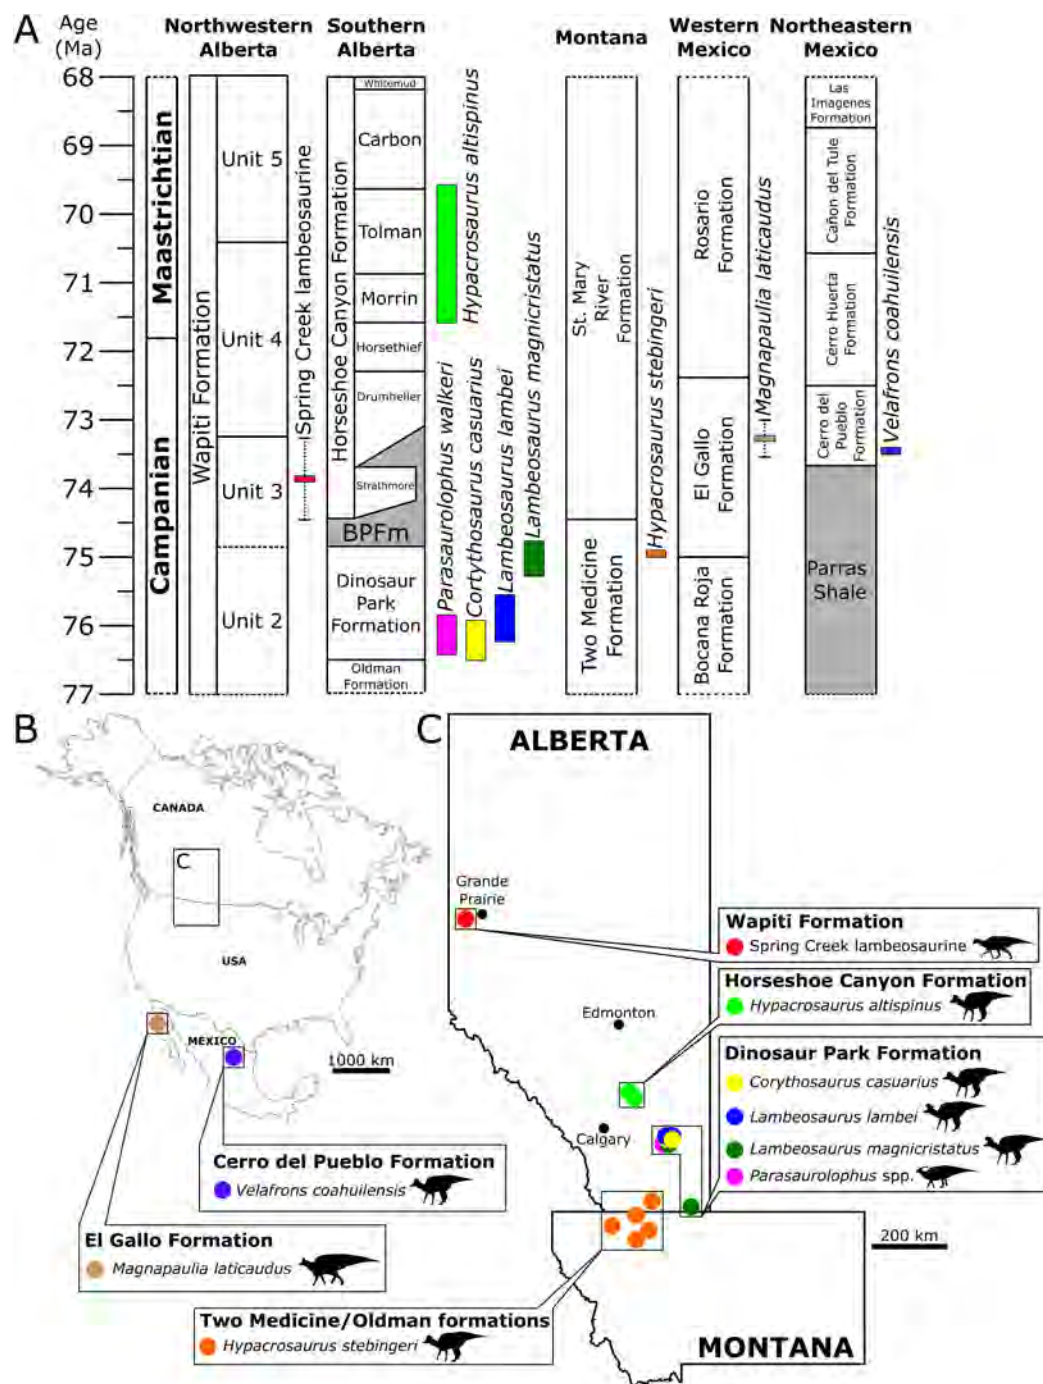 A
Age
(Ma)
Northwestern
Alberta
Southern
Alberta
Montana
Western
Mexico
Northeastern
Mexico
68
69
70
71
72
73
74
75
76
77
Maastrichtian
Campanian
Wapiti Formation
Unit 5
Unit 4
Unit 3
Unit 2
Spring Creek lambeosaurine
Horseshoe Canyon Formation
Whitemud
Carbon
Tolman
Morrin
Horsethief
Drumheller
Strathmore
BPFm
Dinosaur
Park
Formation
Oldman
Formation
Hypacrosaurus altispinus
Parasaurolophus walkeri
Cortythosaurus casuarius
Lambeosaurus lambei
Lambeosaurus magnicristatus
St. Mary
River
Formation
Two Medicine
Formation
Hypacrosaurus stebingeri
Rosario
Formation
El Gallo
Formation
Bocana Roja
Formation
Magnapaulia laticaudus
Las
Imagenes
Formation
Cañon del Tule
Formation
Cerro Huerta
Formation
Cerro del
Pueblo
Formation
Parras
Shale
Velafrons coahuilensis
B
CANADA
C
USA
MEXICO
1000 km
Cerro del Pueblo Formation
Velafrons coahuilensis
El Gallo Formation
Magnapaulia laticaudus
C
ALBERTA
Grande
Prairie
Edmonton
Calgary
Wapiti Formation
Spring Creek lambeosaurine
Horseshoe Canyon Formation
Hypacrosaurus altispinus
Dinosaur Park Formation
Corythosaurus casuarius
Lambeosaurus lambei
Lambeosaurus magnicristatus
Parasaurolophus spp.
200 km
Two Medicine/Oldman formations
Hypacrosaurus stebingeri
MONTANA